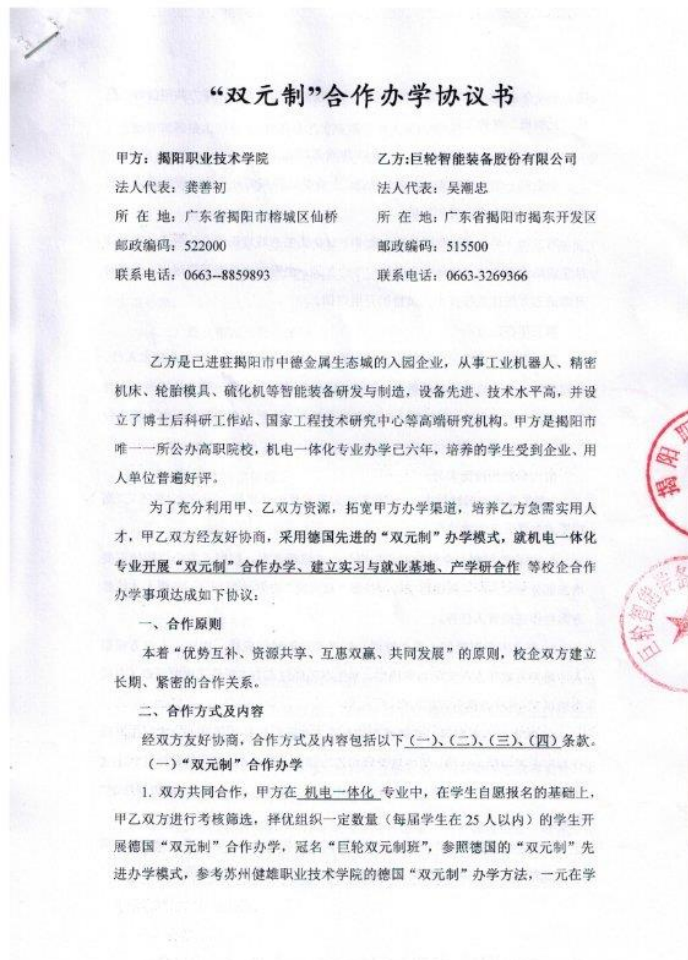 “双元制”合作办学协议书
甲方：揭阳职业技术学院 乙方:巨轮智能装备股份有限公司
法人代表：龚善初 法人代表：吴潮忠
所 在 地：广东省揭阳市榕城区仙桥 所 在 地：广东省揭阳市揭东开发区
邮政编码：522000 邮政编码：515500
联系电话：0663--8859893 联系电话：0663-3269366
乙方是已进驻揭阳市中德金属生态城的入园企业，从事工业机器人、精密
机床、轮胎模具、硫化机等智能装备研发与制造，设备先进、技术水平高，并设
立了博士后科研工作站、国家工程技术研究中心等高端研究机构。甲方是揭阳市
唯一一所公办高职院校，机电一体化专业办学已六年，培养的学生受到企业、用
人单位普遍好评。
为了充分利用甲、乙双方资源，拓宽甲方办学渠道，培养乙方急需实用人
才，甲乙双方经友好协商，采用德国先进的“双元制”办学模式，就机电一体化
专业开展“双元制”合作办学、建立实习与就业基地、产学研合作 等校企合作
办学事项达成如下协议：
一、合作原则
本着“优势互补、资源共享、互惠双赢、共同发展”的原则，校企双方建立
长期、紧密的合作关系。
二、合作方式及内容
经双方友好协商，合作方式及内容包括以下(一)、(二)、(三)、(四) 条款。
（一）“双元制”合作办学
1. 双方共同合作，甲方在 机电一体化 专业中，在学生自愿报名的基础上，
甲乙双方进行考核筛选，择优组织一定数量（每届学生在 25 人以内）的学生开
展德国“双元制”合作办学，冠名“巨轮双元制班”，参照德国的“双元制”先
进办学模式，参考苏州健雄职业技术学院的德国“双元制”办学方法，一元在学
揭阳职
巨轮智能装备